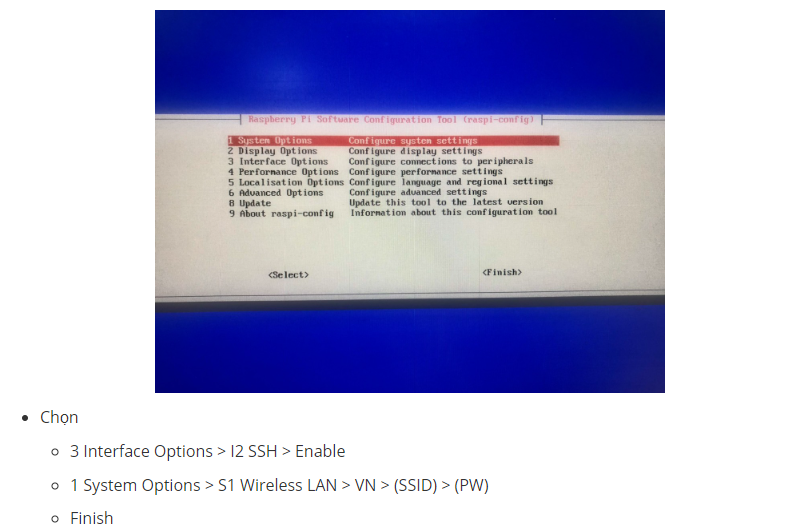 Raspberry Pi Software Configuration Tool (raspi-config)
1 System Options Configure system settings
2 Display Options Configure display settings
3 Interface Options Configure connections to peripherals
4 Performance Options Configure performance settings
5 Localisation Options Configure language and regional settings
6 Advanced Options Configure advanced settings
8 Update Update this tool to the latest version
9 About raspi-config Information about this configuration tool
<Select> <Finish>
• Chọn
○ 3 Interface Options > I2 SSH > Enable
○ 1 System Options > S1 Wireless LAN > VN > (SSID) > (PW)
○ Finish